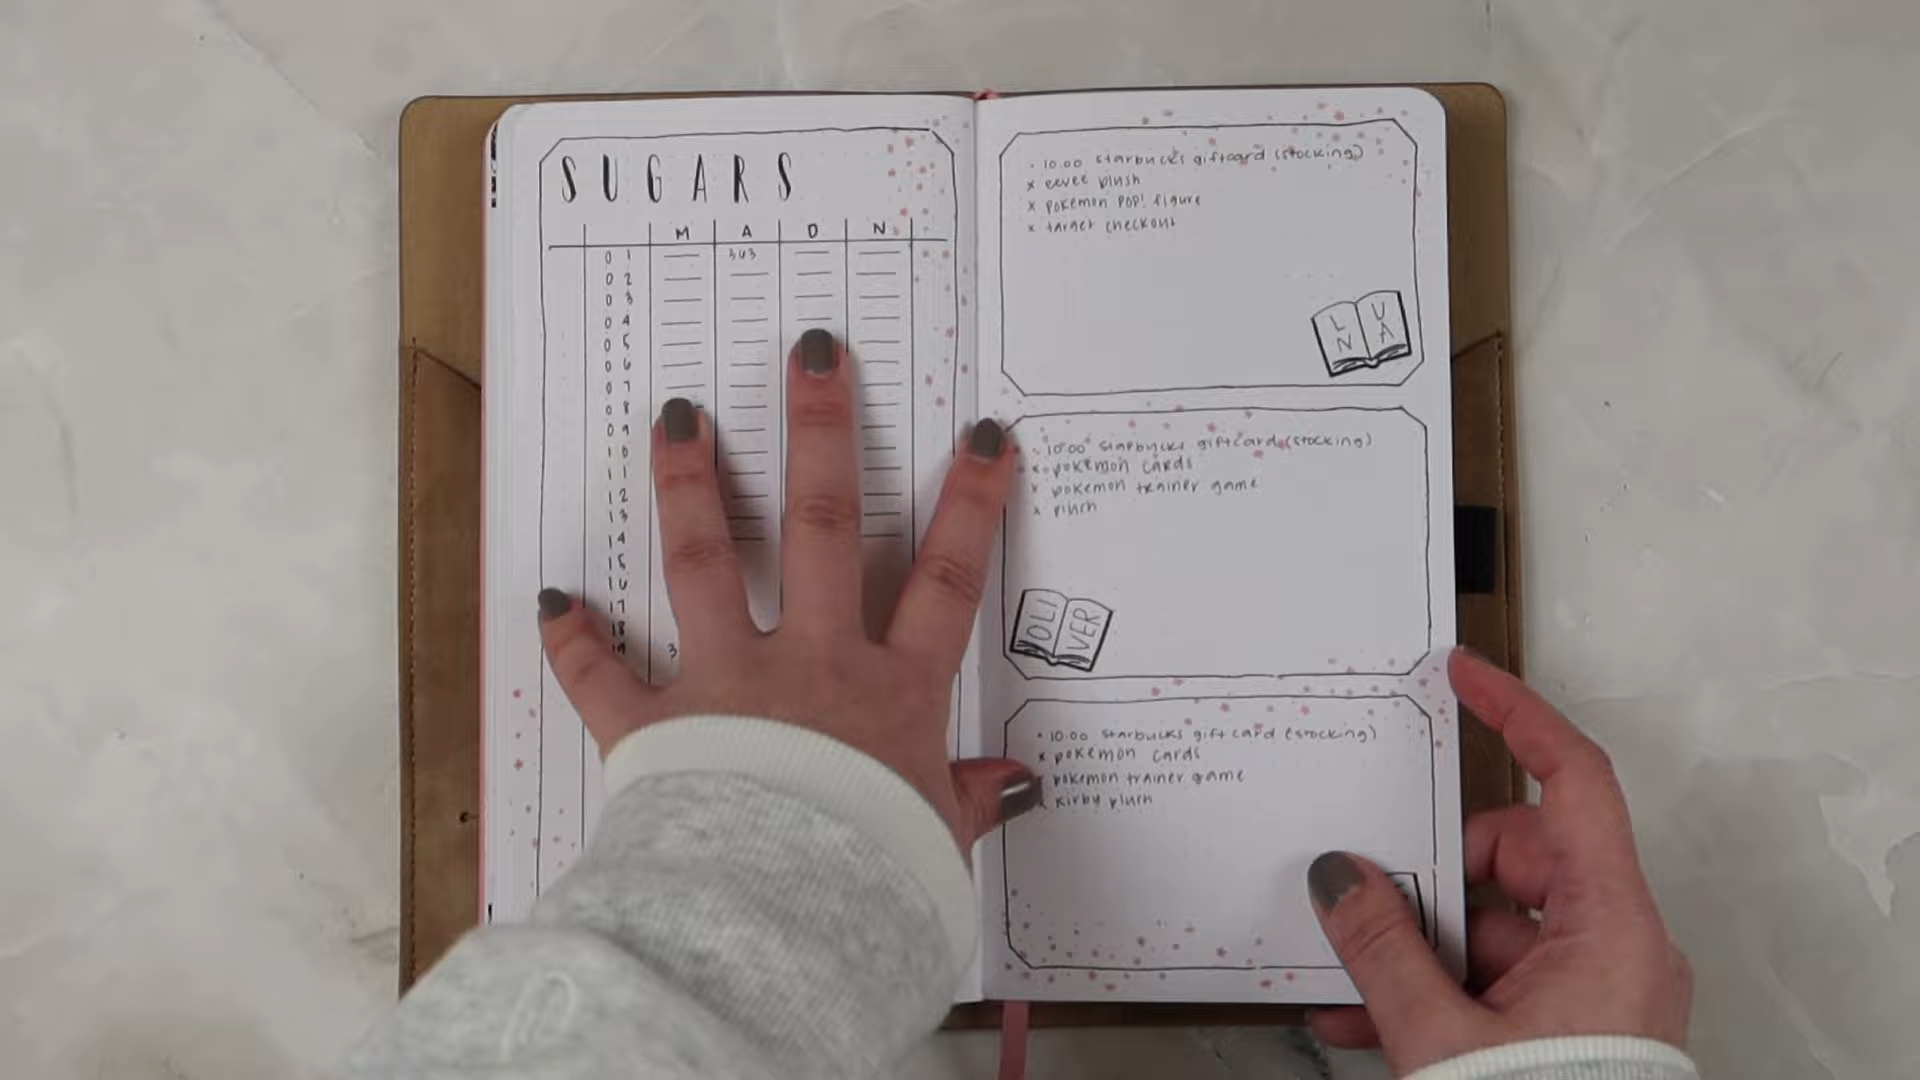 SUGARS
M A D N
01 343
02
03
04
05
06
07
08
09
10
11
12
13
14
15
16
17
18
19 3
• 10.00 starbucks giftcard (stocking)
x eevee plush
x pokemon POP! figure
x target checkout
LU
NA
• 10.00 starbucks giftcard (stocking)
x pokemon cards
x pokemon trainer game
x plush
OLI
VER
• 10.00 starbucks gift card (stocking)
x pokemon cards
x pokemon trainer game
x kirby plush